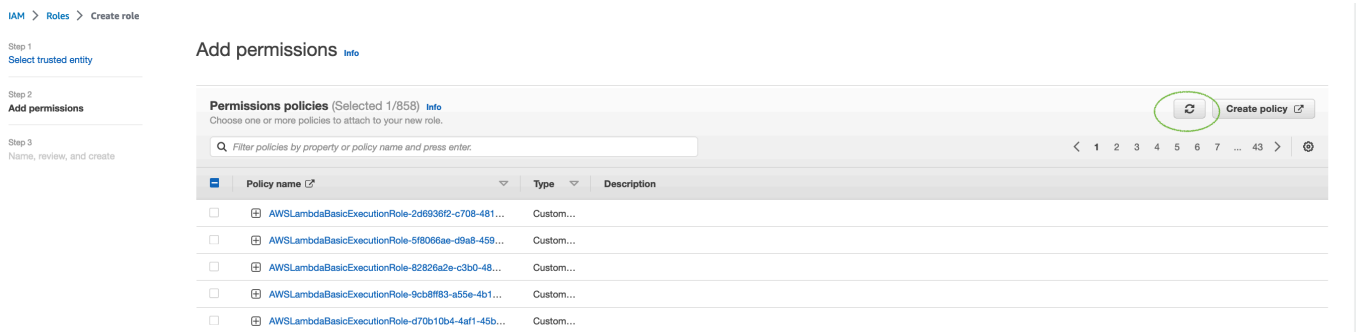 IAM > Roles > Create role
Step 1
Select trusted entity
Step 2
Add permissions
Step 3
Name, review, and create
Add permissions Info
Permissions policies (Selected 1/858) Info
Choose one or more policies to attach to your new role.
Create policy
Filter policies by property or policy name and press enter.
< 1 2 3 4 5 6 7 ... 43 >
Policy name Type Description
AWSLambdaBasicExecutionRole-2d6936f2-c708-481... Custom...
AWSLambdaBasicExecutionRole-5f8066ae-d9a8-459... Custom...
AWSLambdaBasicExecutionRole-82826a2e-c3b0-48... Custom...
AWSLambdaBasicExecutionRole-9cb8ff83-a55e-4b1... Custom...
AWSLambdaBasicExecutionRole-d70b10b4-4af1-45b... Custom...